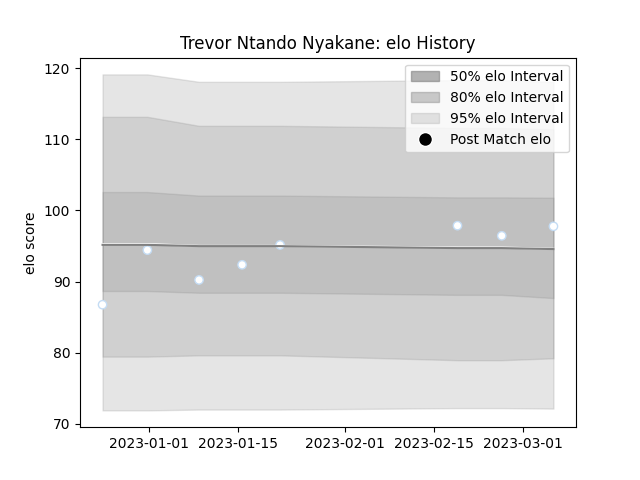 Trevor Ntando Nyakane: elo History
120
110
100
90
80
70
elo score
50% elo Interval
80% elo Interval
95% elo Interval
Post Match elo
2023-01-01
2023-01-15
2023-02-01
2023-02-15
2023-03-01